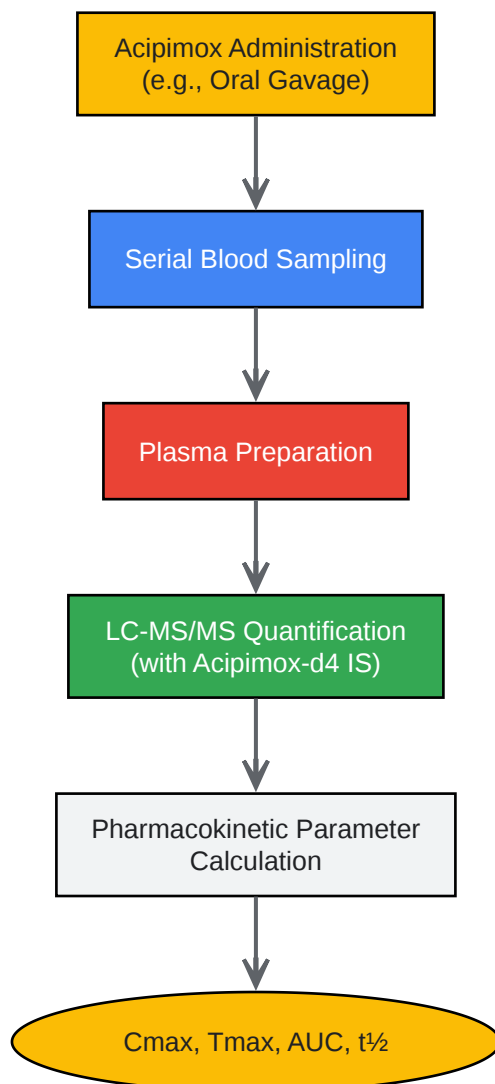 Acipimox Administration
(e.g., Oral Gavage)
Serial Blood Sampling
Plasma Preparation
LC-MS/MS Quantification
(with Acipimox-d4 IS)
Pharmacokinetic Parameter
Calculation
Cmax, Tmax, AUC, t½